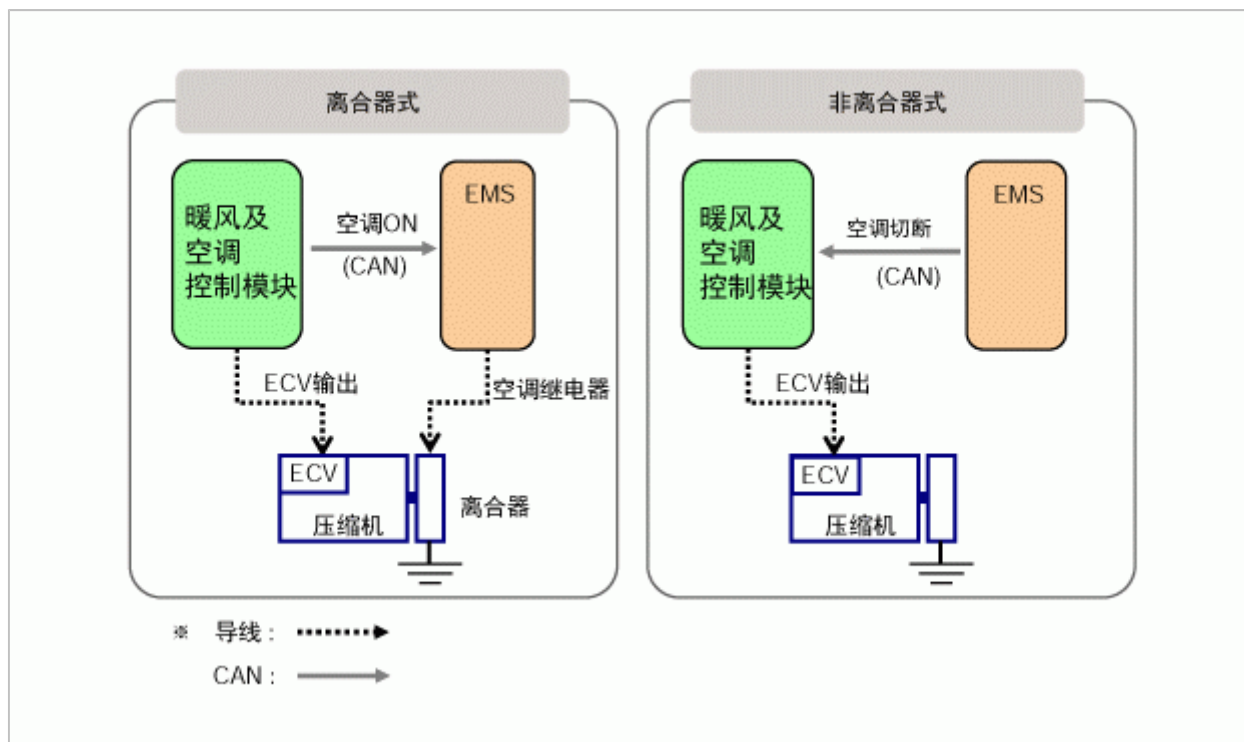 离合器式
暖风及
空调
控制模块
空调ON
(CAN)
EMS
ECV输出
空调继电器
ECV
压缩机
离合器
非离合器式
暖风及
空调
控制模块
空调切断
(CAN)
EMS
ECV输出
ECV
压缩机
※ 导线：
CAN：